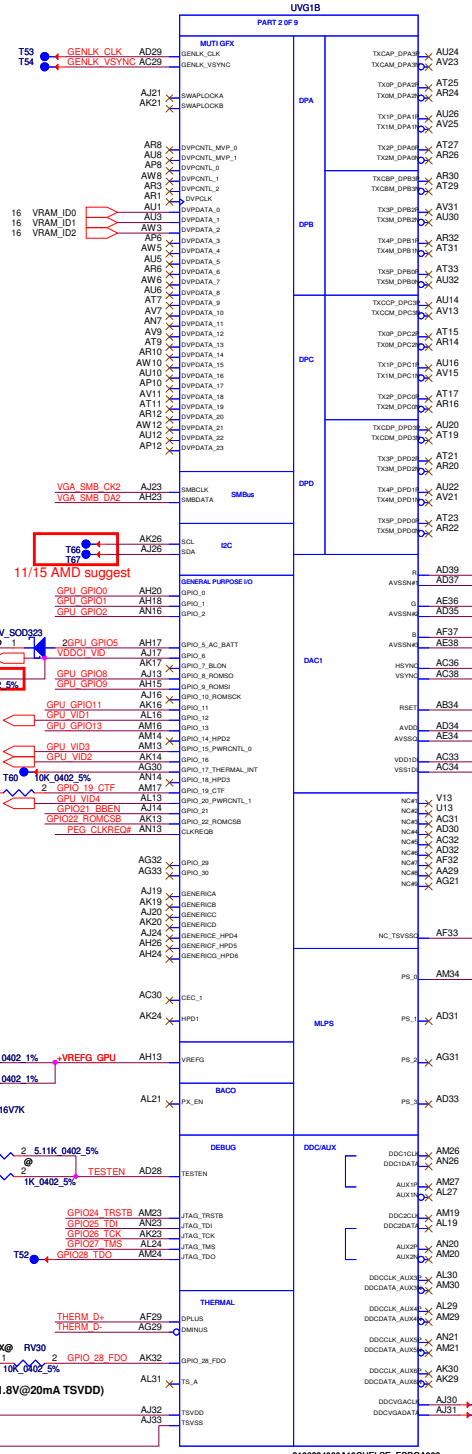 UVG1B
PART 2 0F 9
MUTI GFX
T53 GENLK_CLK AD29 GENLK_CLK
T54 GENLK_VSYNC AC29 GENLK_VSYNC
AJ21 SWAPLOCKA
AK21 SWAPLOCKB
AR8 DVPCNTL_MVP_0
AU8 DVPCNTL_MVP_1
AP8 DVPCNTL_0
AW8 DVPCNTL_1
AR3 DVPCNTL_2
AR1 DVPCLK
16 VRAM_ID0 AU1 DVPDATA_0
16 VRAM_ID1 AU3 DVPDATA_1
16 VRAM_ID2 AW3 DVPDATA_2
AP6 DVPDATA_3
AW5 DVPDATA_4
AU5 DVPDATA_5
AR6 DVPDATA_6
AW6 DVPDATA_7
AU6 DVPDATA_8
AT7 DVPDATA_9
AV7 DVPDATA_10
AN7 DVPDATA_11
AV9 DVPDATA_12
AT9 DVPDATA_13
AR10 DVPDATA_14
AW10 DVPDATA_15
AU10 DVPDATA_16
AP10 DVPDATA_17
AV11 DVPDATA_18
AT11 DVPDATA_19
AR12 DVPDATA_20
AW12 DVPDATA_21
AU12 DVPDATA_22
AP12 DVPDATA_23
SMBus
VGA_SMB_CK2 AJ23 SMBCLK
VGA_SMB_DA2 AH23 SMBDATA
I2C
T66 AK26 SCL
T67 AJ26 SDA
11/15 AMD suggest
GENERAL PURPOSE I/O
GPU_GPIO0 AH20 GPIO_0
GPU_GPIO1 AH18 GPIO_1
GPU_GPIO2 AN16 GPIO_2
V_SOD323
1 2 GPU_GPIO5 AH17 GPIO_5_AC_BATT
VDDCI_VID AJ17 GPIO_6
AK17 GPIO_7_BLON
GPU_GPIO8 AJ13 GPIO_8_ROMSO
GPU_GPIO9 AH15 GPIO_9_ROMSI
AJ16 GPIO_10_ROMSCK
GPU_GPIO11 AK16 GPIO_11
GPU_VID1 AL16 GPIO_12
GPU_GPIO13 AM16 GPIO_13
AM14 GPIO_14_HPD2
GPU_VID3 AM13 GPIO_15_PWRCNTL_0
GPU_VID2 AK14 GPIO_16
T60 AG30 GPIO_17_THERMAL_INT
10K_0402_5% AN14 GPIO_18_HPD3
2 GPIO_19_CTF AM17 GPIO_19_CTF
GPU_VID4 AL13 GPIO_20_PWRCNTL_1
GPIO21_BBEN AJ14 GPIO_21
GPIO22_ROMCSB AK13 GPIO_22_ROMCSB
PEG_CLKREQ# AN13 CLKREQB
AG32 GPIO_29
AG33 GPIO_30
AJ19 GENERICA
AK19 GENERICB
AJ20 GENERICC
AK20 GENERICD
AJ24 GENERICE_HPD4
AH26 GENERICF_HPD5
AH24 GENERICG_HPD6
AC30 CEC_1
AK24 HPD1
0402_1% +VREFG_GPU AH13 VREFG
0402_1%
16V7K
BACO
AL21 PX_EN
DEBUG
2 5.11K_0402_5%
@
2 TESTEN AD28 TESTEN
1K_0402_5%
GPIO24_TRSTB AM23 JTAG_TRSTB
GPIO25_TDI AN23 JTAG_TDI
GPIO26_TCK AK23 JTAG_TCK
GPIO27_TMS AL24 JTAG_TMS
T52 GPIO28_TDO AM24 JTAG_TDO
THERMAL
THERM_D+ AF29 DPLUS
THERM_D- AG29 DMINUS
X@ RV30
1 2 GPIO_28_FDO AK32 GPIO_28_FDO
10K_0402_5%
AL31 TS_A
1.8V@20mA TSVDD)
AJ32 TSVDD
AJ33 TSVSS
DPA
TXCAP_DPA3P AU24
TXCAM_DPA3N AV23
TX0P_DPA2P AT25
TX0M_DPA2N AR24
TX1P_DPA1P AU26
TX1M_DPA1N AV25
TX2P_DPA0P AT27
TX2M_DPA0N AR26
DPB
TXCBP_DPB3P AR30
TXCBM_DPB3N AT29
TX3P_DPB2P AV31
TX3M_DPB2N AU30
TX4P_DPB1P AR32
TX4M_DPB1N AT31
TX5P_DPB0P AT33
TX5M_DPB0N AU32
DPC
TXCCP_DPC3P AU14
TXCCM_DPC3N AV13
TX0P_DPC2P AT15
TX0M_DPC2N AR14
TX1P_DPC1P AU16
TX1M_DPC1N AV15
TX2P_DPC0P AT17
TX2M_DPC0N AR16
DPD
TXCDP_DPD3P AU20
TXCDM_DPD3N AT19
TX3P_DPD2P AT21
TX3M_DPD2N AR20
TX4P_DPD1P AU22
TX4M_DPD1N AV21
TX5P_DPD0P AT23
TX5M_DPD0N AR22
DAC1
R AD39
AVSSN#1 AD37
G AE36
AVSSN#2 AD35
B AF37
AVSSN#3 AE38
HSYNC AC36
VSYNC AC38
RSET AB34
AVDD AD34
AVSSQ AE34
VDD1DI AC33
VSS1DI AC34
NC#1 V13
NC#2 U13
NC#3 AC31
NC#4 AD30
NC#5 AC32
NC#6 AD32
NC#7 AF32
NC#8 AA29
NC#9 AG21
NC_TSVSSQ AF33
MLPS
PS_0 AM34
PS_1 AD31
PS_2 AG31
PS_3 AD33
DDC/AUX
DDC1CLK AM26
DDC1DATA AN26
AUX1P AM27
AUX1N AL27
DDC2CLK AM19
DDC2DATA AL19
AUX2P AN20
AUX2N AM20
DDCCLK_AUX3P AL30
DDCDATA_AUX3N AM30
DDCCLK_AUX4P AL29
DDCDATA_AUX4N AM29
DDCCLK_AUX5P AN21
DDCDATA_AUX5N AM21
DDCCLK_AUX6P AK30
DDCDATA_AUX6N AK29
DDCVGACLK AJ30
DDCVGADATA AJ31